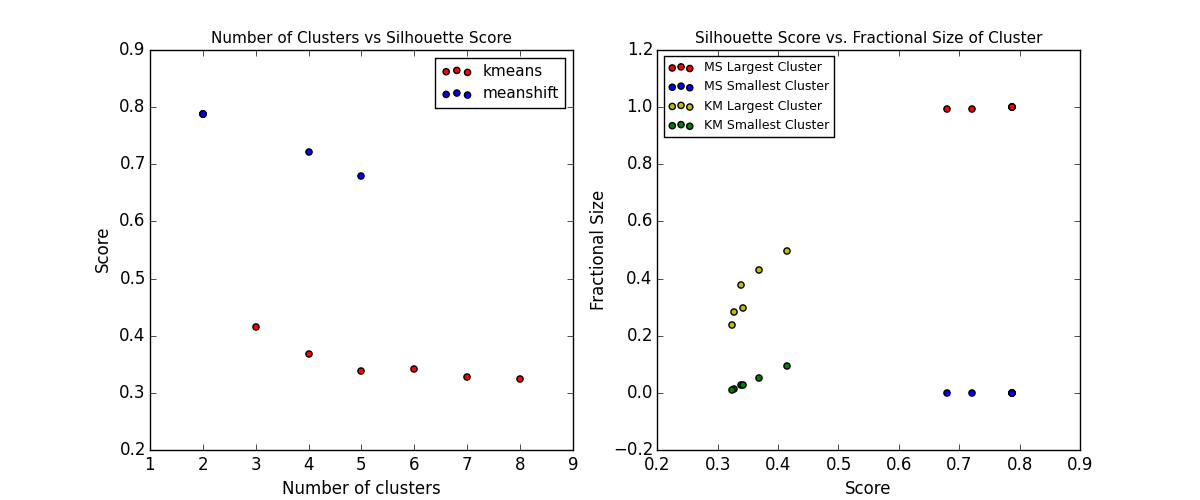 Number of Clusters vs Silhouette Score
0.9
0.8
0.7
0.6
0.5
0.4
0.3
0.2
Score
kmeans
meanshift
1 2 3 4 5 6 7 8 9
Number of clusters
Silhouette Score vs. Fractional Size of Cluster
1.2
1.0
0.8
0.6
0.4
0.2
0.0
−0.2
Fractional Size
MS Largest Cluster
MS Smallest Cluster
KM Largest Cluster
KM Smallest Cluster
0.2 0.3 0.4 0.5 0.6 0.7 0.8 0.9
Score